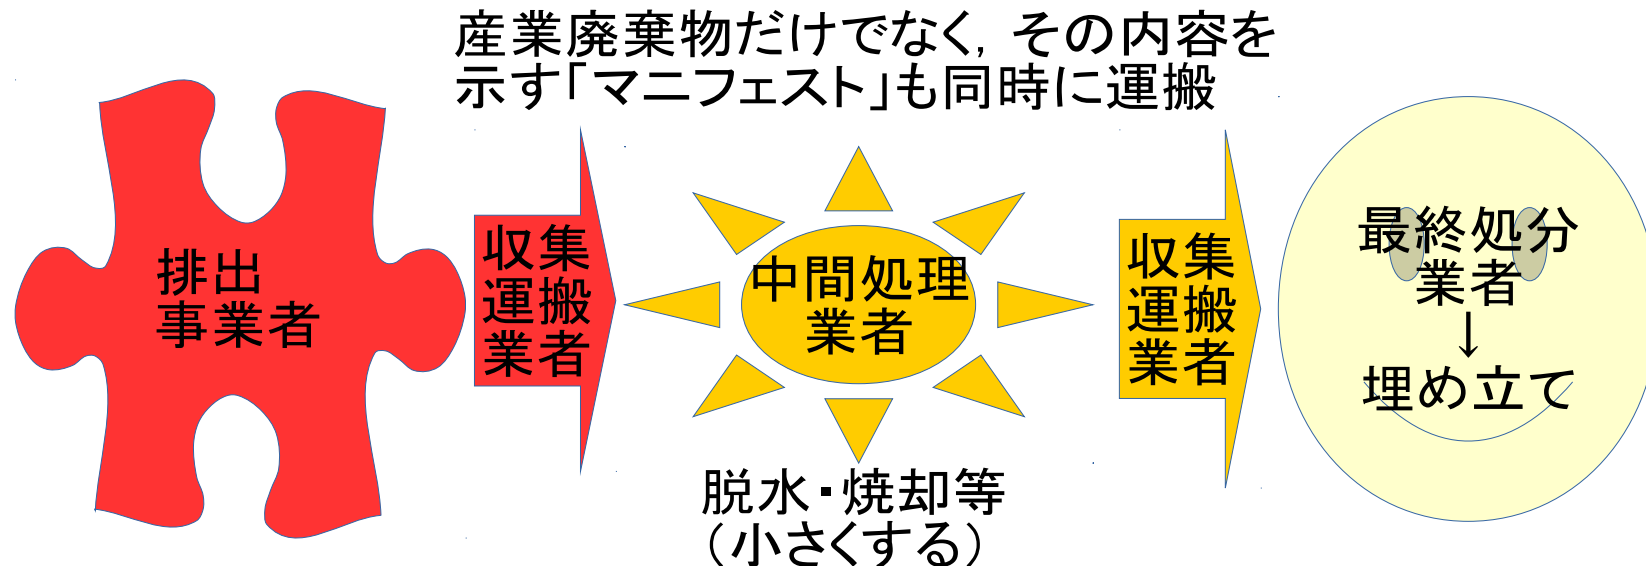 産業廃棄物だけでなく, その内容を
示す「マニフェスト」も同時に運搬
排出
事業者
収集
運搬
業者
中間処理
業者
脱水・焼却等
（小さくする）
収集
運搬
業者
最終処分
業者
↓
埋め立て